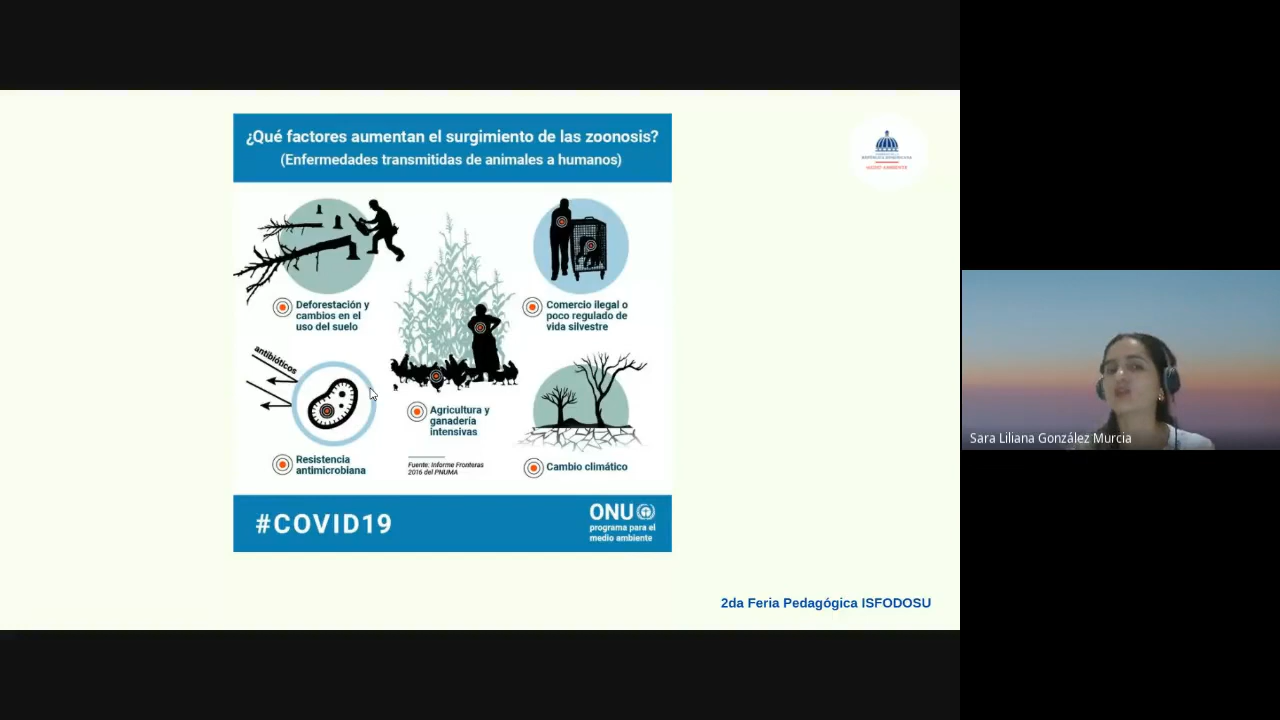 ¿Qué factores aumentan el surgimiento de las zoonosis?
(Enfermedades transmitidas de animales a humanos)
REPÚBLICA DOMINICANA
MEDIO AMBIENTE
Deforestación y
cambios en el
uso del suelo
Comercio ilegal o
poco regulado de
vida silvestre
antibióticos
Resistencia
antimicrobiana
Agricultura y
ganadería
intensivas
Fuente: Informe Fronteras
2016 del PNUMA
Cambio climático
#COVID19
ONU
programa para el
medio ambiente
2da Feria Pedagógica ISFODOSU
Sara Liliana González Murcia